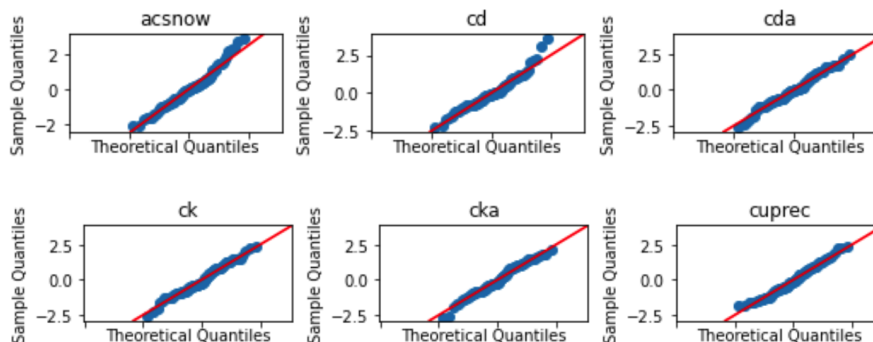 acsnow
cd
cda
Sample Quantiles
2
0
−2
Theoretical Quantiles
Sample Quantiles
2.5
0.0
−2.5
Theoretical Quantiles
Sample Quantiles
2.5
0.0
−2.5
Theoretical Quantiles
ck
cka
cuprec
Sample Quantiles
2.5
0.0
−2.5
Theoretical Quantiles
Sample Quantiles
2.5
0.0
−2.5
Theoretical Quantiles
Sample Quantiles
2.5
0.0
−2.5
Theoretical Quantiles